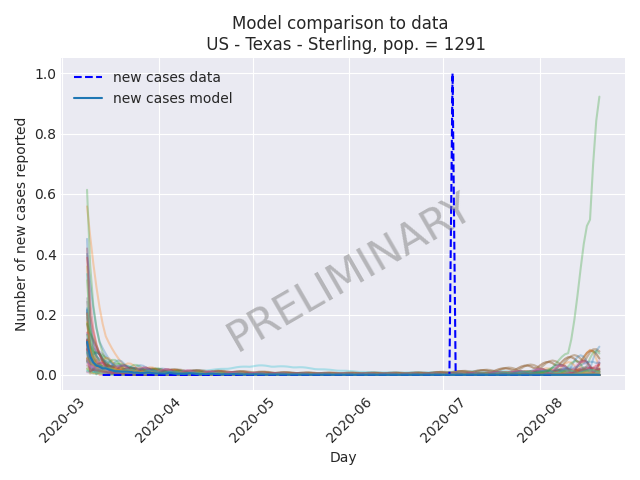 Model comparison to data
US - Texas - Sterling, pop. = 1291
new cases data
new cases model
Number of new cases reported
1.0
0.8
0.6
0.4
0.2
0.0
PRELIMINARY
2020-03
2020-04
2020-05
2020-06
2020-07
2020-08
Day